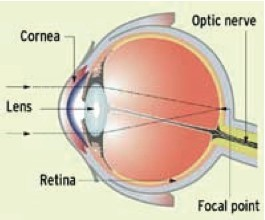 Optic nerve
Cornea
Lens
Retina
Focal point